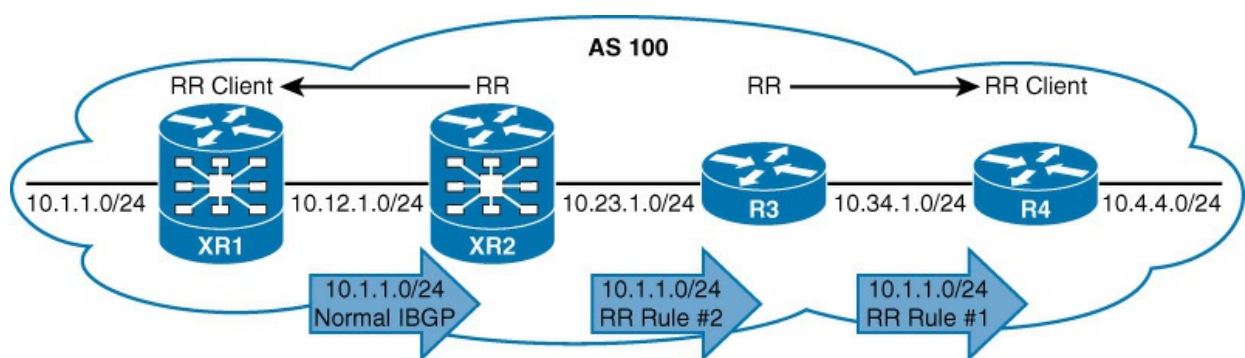 AS 100
RR Client
RR
RR
RR Client
10.1.1.0/24
10.12.1.0/24
10.23.1.0/24
10.34.1.0/24
10.4.4.0/24
XR1
XR2
R3
R4
10.1.1.0/24
Normal IBGP
10.1.1.0/24
RR Rule #2
10.1.1.0/24
RR Rule #1